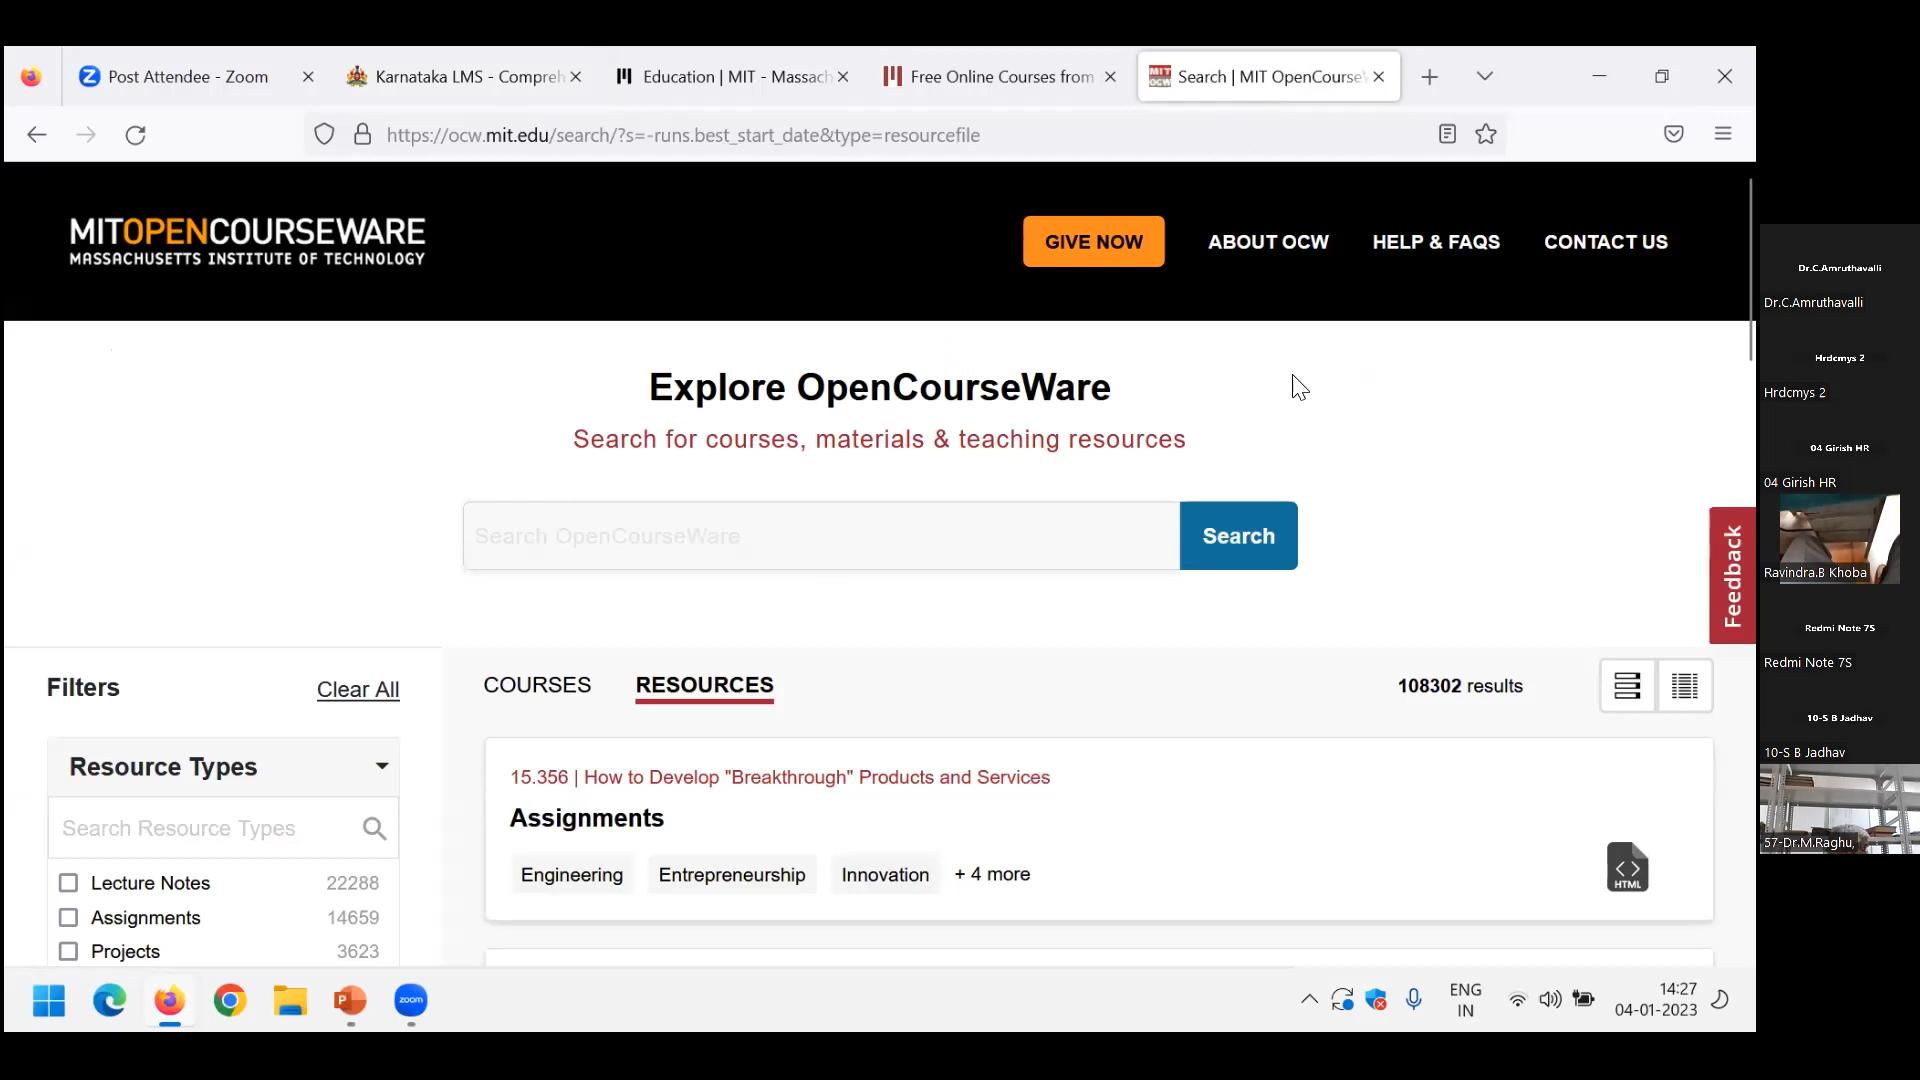 Post Attendee - Zoom
Karnataka LMS - Compreh
Education | MIT - Massach
Free Online Courses from
Search | MIT OpenCourseW
https://ocw.mit.edu/search/?s=-runs.best_start_date&type=resourcefile
MITOPENCOURSEWARE
MASSACHUSETTS INSTITUTE OF TECHNOLOGY
GIVE NOW
ABOUT OCW
HELP & FAQS
CONTACT US
Explore OpenCourseWare
Search for courses, materials & teaching resources
Search OpenCourseWare
Search
Feedback
Filters
Clear All
Resource Types
Search Resource Types
Lecture Notes 22288
Assignments 14659
Projects 3623
COURSES
RESOURCES
108302 results
15.356 | How to Develop "Breakthrough" Products and Services
Assignments
Engineering
Entrepreneurship
Innovation
+ 4 more
HTML
zoom
ENG
IN
14:27
04-01-2023
Dr.C.Amruthavalli
Dr.C.Amruthavalli
Hrdcmys 2
Hrdcmys 2
04 Girish HR
04 Girish HR
Ravindra.B Khoba
Redmi Note 7S
Redmi Note 7S
10-S B Jadhav
10-S B Jadhav
57-Dr.M.Raghu,